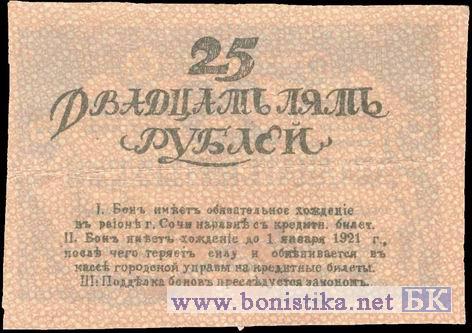 25
ДВАДЦАТЬ ПЯТЬ
РУБЛЕЙ
I. Бонъ имѣетъ обязательное хожденіе
въ раіонѣ г. Сочи наравнѣ съ кредитн. билет.
II. Бонъ имѣетъ хожденіе до 1 января 1921 г.,
послѣ чего теряетъ силу и обмѣнивается въ
кассѣ городской управы на кредитные билеты.
III: Поддѣлка боновъ преслѣдуется закономъ.
www.bonistika.net БК